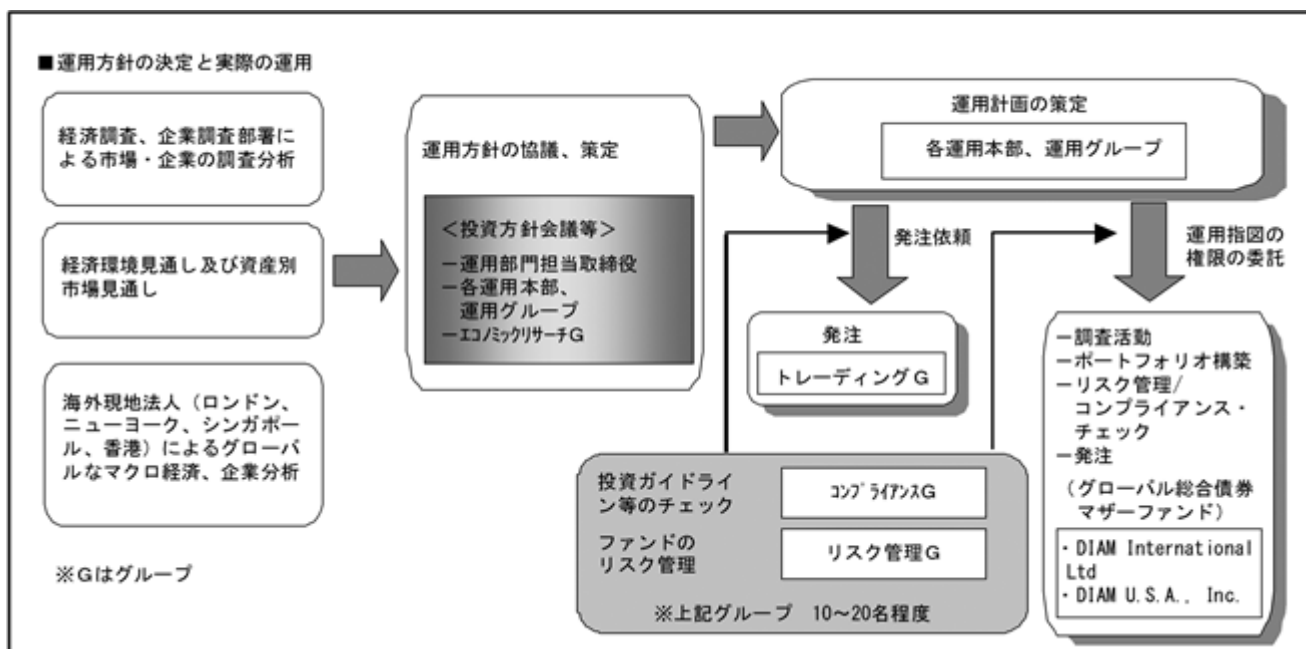 ■運用方針の決定と実際の運用
経済調査、企業調査部署に
よる市場・企業の調査分析
経済環境見通し及び資産別
市場見通し
海外現地法人（ロンドン、
ニューヨーク、シンガポー
ル、香港）によるグローバ
ルなマクロ経済、企業分析
※Gはグループ
運用方針の協議、策定
＜投資方針会議等＞
ー運用部門担当取締役
ー各運用本部、
運用グループ
ーｴｺﾉﾐｯｸﾘｻｰﾁG
運用計画の策定
各運用本部、運用グループ
発注依頼
運用指図の
権限の委託
発注
トレーディングG
投資ガイドライ
ン等のチェック
ｺﾝﾌﾟﾗｲｱﾝｽG
ファンドの
リスク管理
リスク管理G
※上記グループ　10～20名程度
ー調査活動
ーポートフォリオ構築
ーリスク管理/
コンプライアンス・
チェック
ー発注
（グローバル総合債券
マザーファンド）
・DIAM International
Ltd
・DIAM U.S.A., Inc.